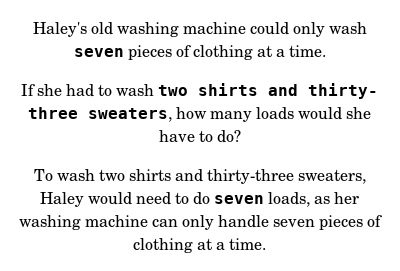 Haley's old washing machine could only wash
seven pieces of clothing at a time.
If she had to wash two shirts and thirty-
three sweaters, how many loads would she
have to do?
To wash two shirts and thirty-three sweaters,
Haley would need to do seven loads, as her
washing machine can only handle seven pieces of
clothing at a time.